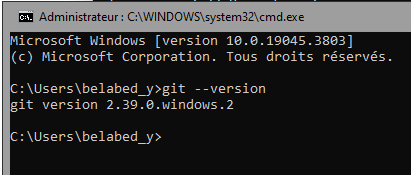 Administrateur : C:\WINDOWS\system32\cmd.exe
Microsoft Windows [version 10.0.19045.3803]
(c) Microsoft Corporation. Tous droits réservés.
C:\Users\belabed_y>git --version
git version 2.39.0.windows.2
C:\Users\belabed_y>